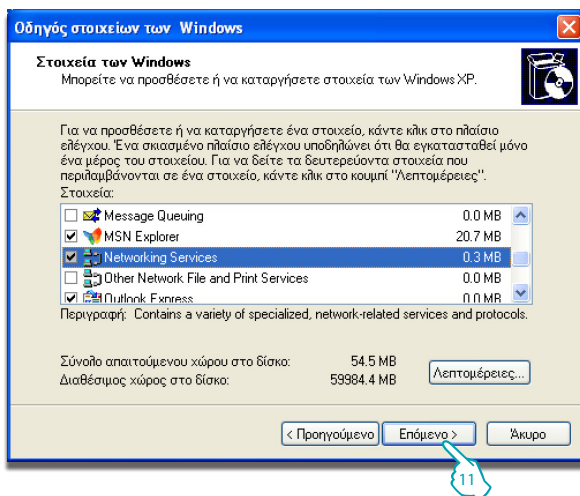 Οδηγός στοιχείων των Windows
Στοιχεία των Windows
Μπορείτε να προσθέσετε ή να καταργήσετε στοιχεία των Windows XP.
Για να προσθέσετε ή να καταργήσετε ένα στοιχείο, κάντε κλικ στο πλαίσιο
ελέγχου. Ένα σκιασμένο πλαίσιο ελέγχου υποδηλώνει ότι θα εγκατασταθεί μόνο
ένα μέρος του στοιχείου. Για να δείτε τα δευτερεύοντα στοιχεία που
περιλαμβάνονται σε ένα στοιχείο, κάντε κλικ στο κουμπί "Λεπτομέρειες".
Στοιχεία:
Message Queuing 0.0 MB
MSN Explorer 20.7 MB
Networking Services 0.3 MB
Other Network File and Print Services 0.0 MB
Outlook Express 0.0 MB
Περιγραφή: Contains a variety of specialized, network-related services and protocols.
Σύνολο απαιτούμενου χώρου στο δίσκο: 54.5 MB
Διαθέσιμος χώρος στο δίσκο: 59984.4 MB
Λεπτομέρειες...
< Προηγούμενο Επόμενο > Άκυρο
11